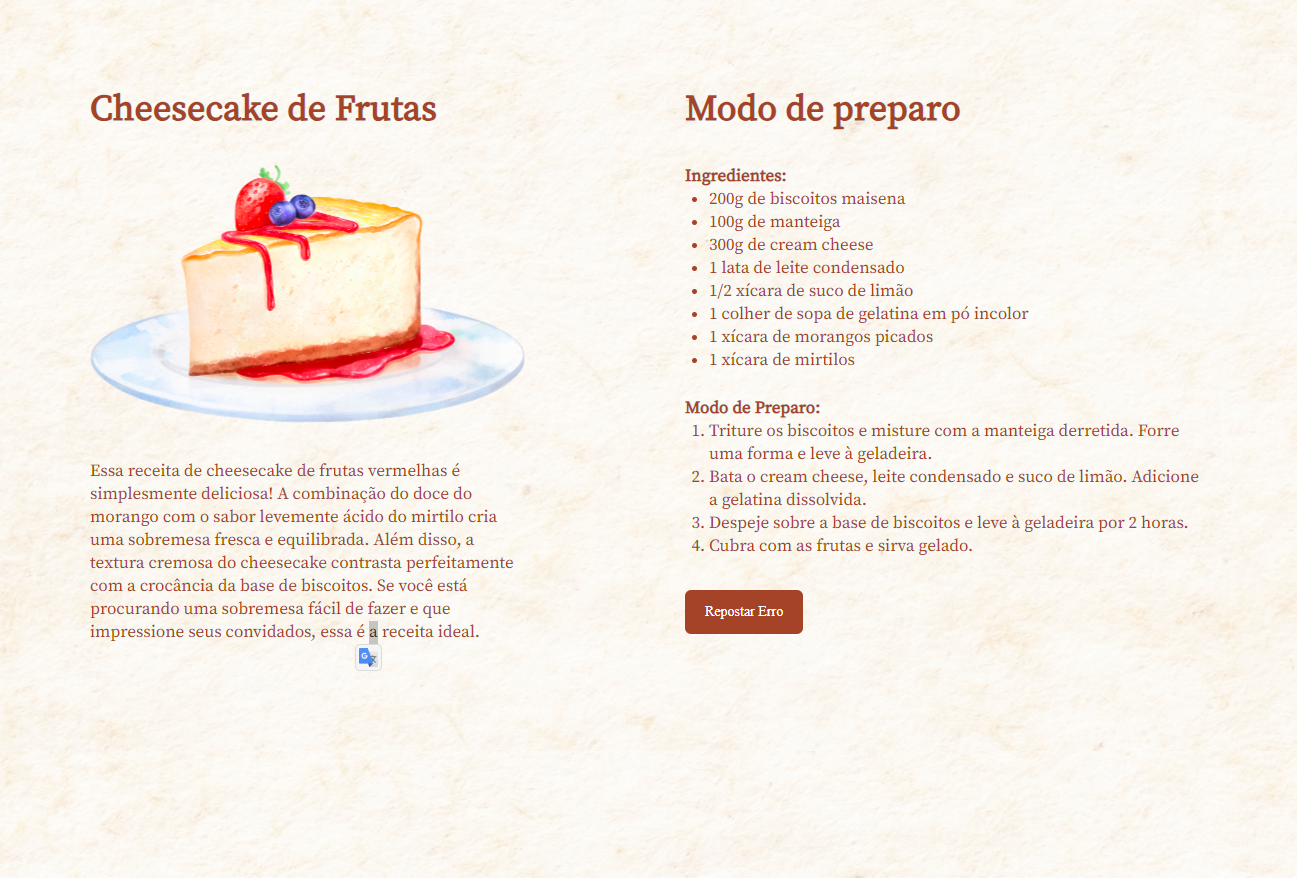 Cheesecake de Frutas
Essa receita de cheesecake de frutas vermelhas é
simplesmente deliciosa! A combinação do doce do
morango com o sabor levemente ácido do mirtilo cria
uma sobremesa fresca e equilibrada. Além disso, a
textura cremosa do cheesecake contrasta perfeitamente
com a crocância da base de biscoitos. Se você está
procurando uma sobremesa fácil de fazer e que
impressione seus convidados, essa é a receita ideal.
Modo de preparo
Ingredientes:
• 200g de biscoitos maisena
• 100g de manteiga
• 300g de cream cheese
• 1 lata de leite condensado
• 1/2 xícara de suco de limão
• 1 colher de sopa de gelatina em pó incolor
• 1 xícara de morangos picados
• 1 xícara de mirtilos
Modo de Preparo:
1. Triture os biscoitos e misture com a manteiga derretida. Forre
uma forma e leve à geladeira.
2. Bata o cream cheese, leite condensado e suco de limão. Adicione
a gelatina dissolvida.
3. Despeje sobre a base de biscoitos e leve à geladeira por 2 horas.
4. Cubra com as frutas e sirva gelado.
Repostar Erro